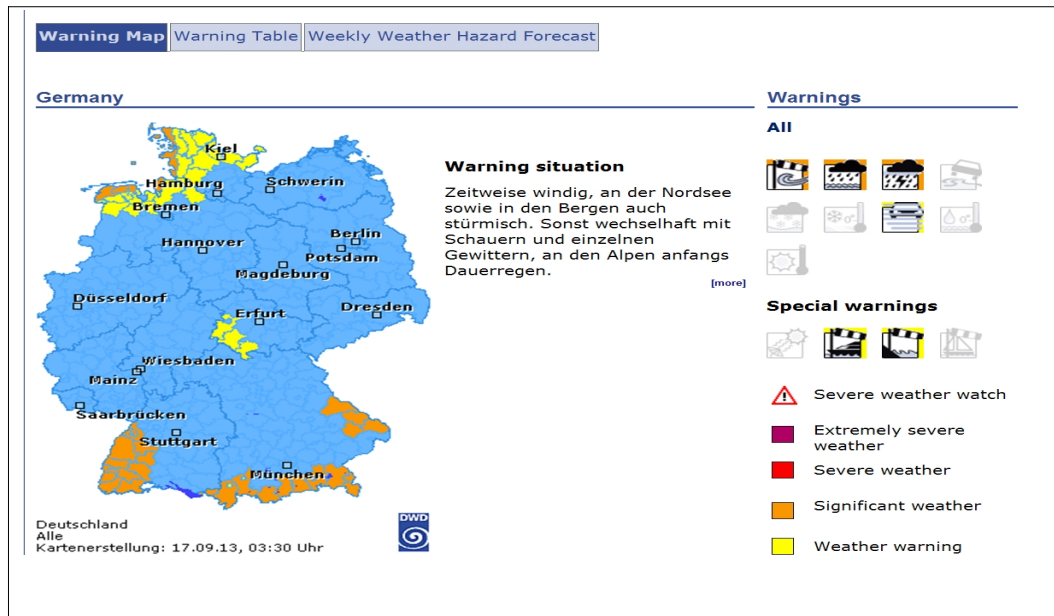 Warning Map
Warning Table
Weekly Weather Hazard Forecast
Germany
Warnings
All
Kiel
Hamburg
Schwerin
Bremen
Hannover
Berlin
Potsdam
Magdeburg
Düsseldorf
Erfurt
Dresden
Wiesbaden
Mainz
Saarbrücken
Stuttgart
München
Warning situation
Zeitweise windig, an der Nordsee
sowie in den Bergen auch
stürmisch. Sonst wechselhaft mit
Schauern und einzelnen
Gewittern, an den Alpen anfangs
Dauerregen.
[more]
Special warnings
Severe weather watch
Extremely severe
weather
Severe weather
Significant weather
Weather warning
Deutschland
Alle
Kartenerstellung: 17.09.13, 03:30 Uhr
DWD